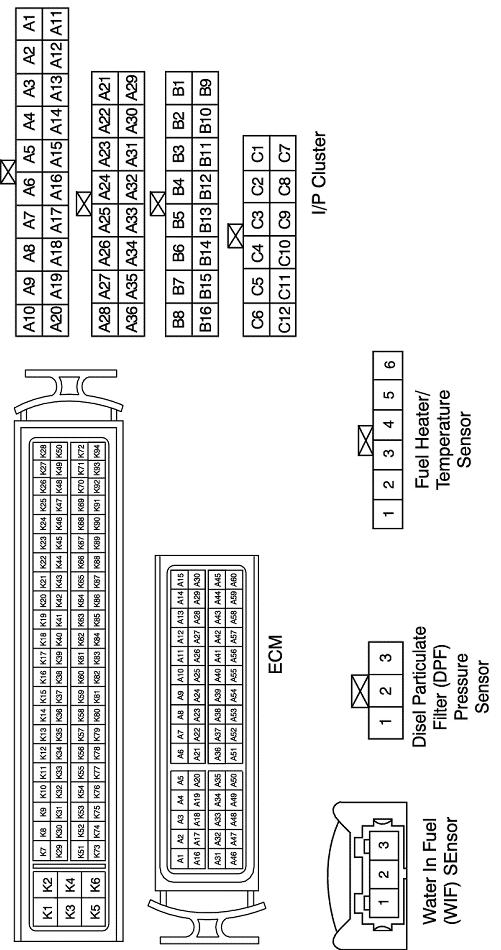 K1 K2
K3 K4
K5 K6
K7 K8 K9 K10 K11 K12 K13 K14 K15 K16 K17 K18 K19 K20 K21 K22 K23 K24 K25 K26 K27 K28
K29 K30 K31 K32 K33 K34 K35 K36 K37 K38 K39 K40 K41 K42 K43 K44 K45 K46 K47 K48 K49 K50
K51 K52 K53 K54 K55 K56 K57 K58 K59 K60 K61 K62 K63 K64 K65 K66 K67 K68 K69 K70 K71 K72
K73 K74 K75 K76 K77 K78 K79 K80 K81 K82 K83 K84 K85 K86 K87 K88 K89 K90 K91 K92 K93 K94
A1 A2 A3 A4 A5 A6 A7 A8 A9 A10 A11 A12 A13 A14 A15
A16 A17 A18 A19 A20 A21 A22 A23 A24 A25 A26 A27 A28 A29 A30
A31 A32 A33 A34 A35 A36 A37 A38 A39 A40 A41 A42 A43 A44 A45
A46 A47 A48 A49 A50 A51 A52 A53 A54 A55 A56 A57 A58 A59 A60
ECM
A10 A9 A8 A7 A6 A5 A4 A3 A2 A1
A20 A19 A18 A17 A16 A15 A14 A13 A12 A11
A28 A27 A26 A25 A24 A23 A22 A21
A36 A35 A34 A33 A32 A31 A30 A29
B8 B7 B6 B5 B4 B3 B2 B1
B16 B15 B14 B13 B12 B11 B10 B9
C6 C5 C4 C3 C2 C1
C12 C11 C10 C9 C8 C7
I/P Cluster
1 2 3
Water In Fuel
(WIF) SEnsor
1 2 3
Disel Particulate
Filter (DPF)
Pressure
Sensor
1 2 3 4 5 6
Fuel Heater/
Temperature
Sensor